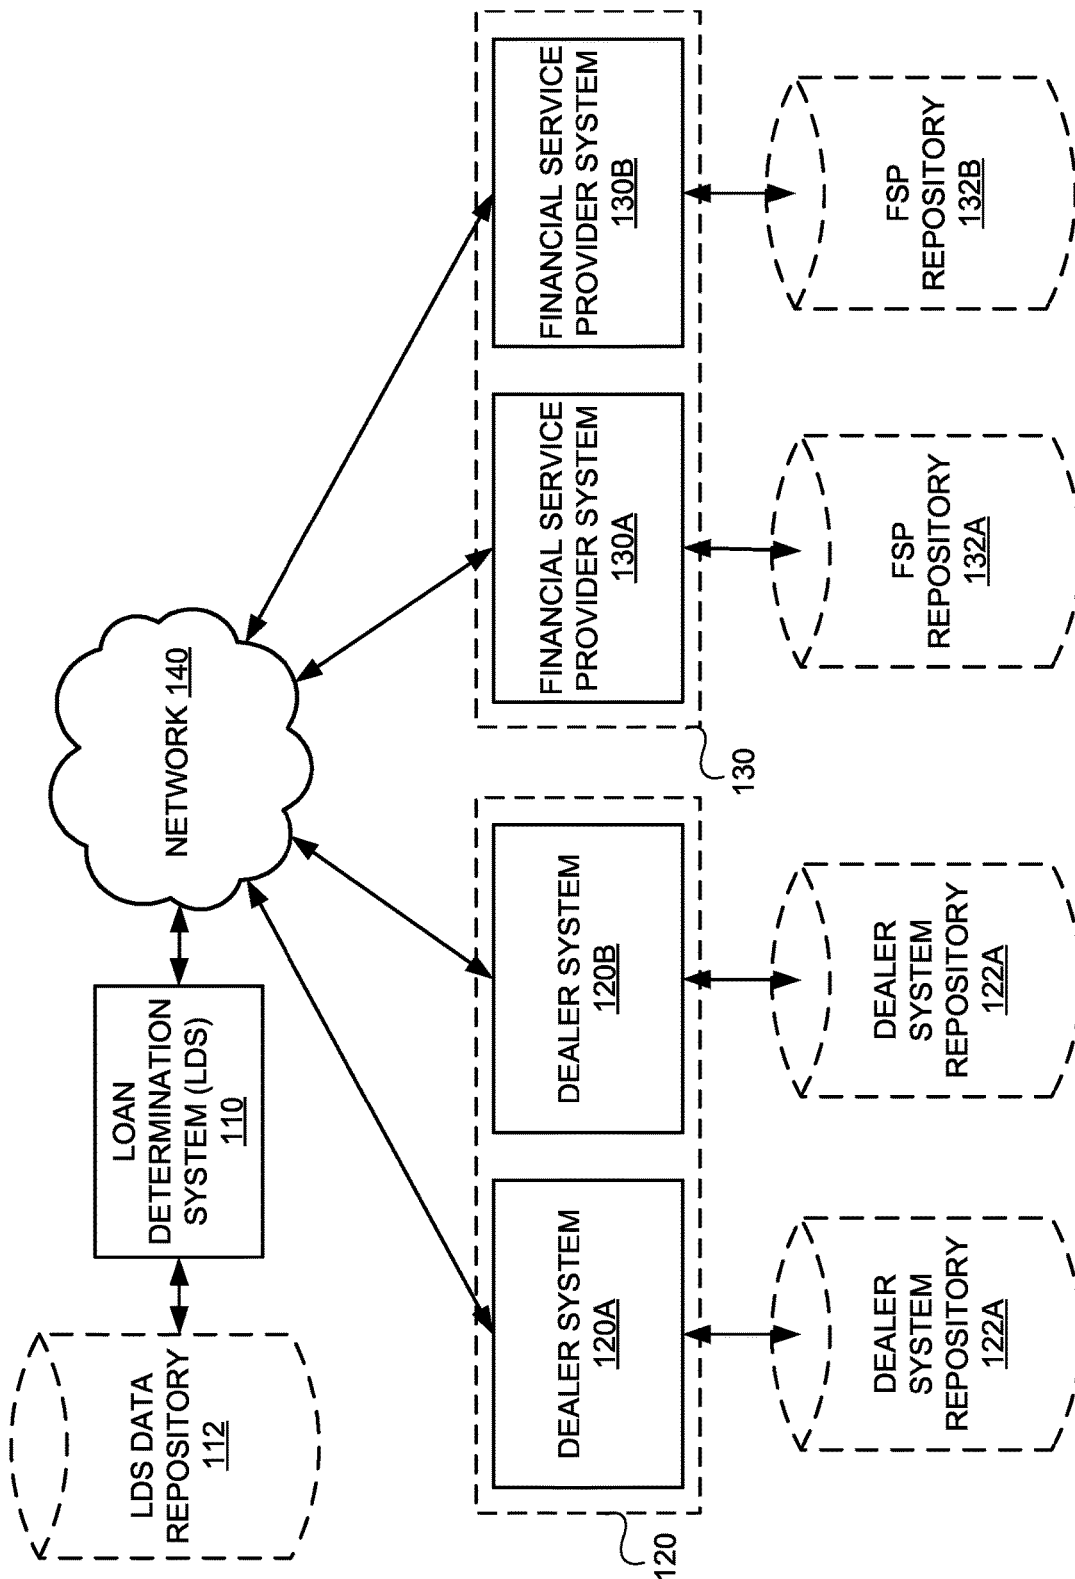 LDS DATA
REPOSITORY
112
LOAN
DETERMINATION
SYSTEM (LDS)
110
NETWORK 140
DEALER SYSTEM
120A
DEALER SYSTEM
120B
FINANCIAL SERVICE
PROVIDER SYSTEM
130A
FINANCIAL SERVICE
PROVIDER SYSTEM
130B
120
130
DEALER
SYSTEM
REPOSITORY
122A
DEALER
SYSTEM
REPOSITORY
122A
FSP
REPOSITORY
132A
FSP
REPOSITORY
132B